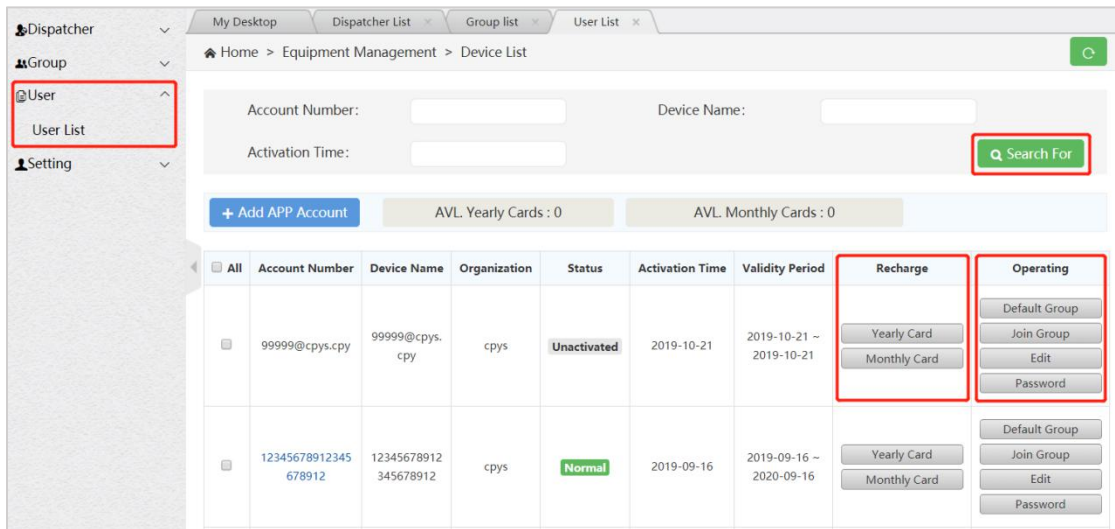 Dispatcher
Group
User
User List
Setting
My Desktop Dispatcher List × Group list × User List ×
Home > Equipment Management > Device List
Account Number: Device Name:
Activation Time: Search For
+ Add APP Account AVL. Yearly Cards : 0 AVL. Monthly Cards : 0
All Account Number Device Name Organization Status Activation Time Validity Period Recharge Operating
99999@cpys.cpy 99999@cpys.
cpy cpys Unactivated 2019-10-21 2019-10-21 ~
2019-10-21 Yearly Card
Monthly Card Default Group
Join Group
Edit
Password
12345678912345
678912 12345678912
345678912 cpys Normal 2019-09-16 2019-09-16 ~
2020-09-16 Yearly Card
Monthly Card Default Group
Join Group
Edit
Password